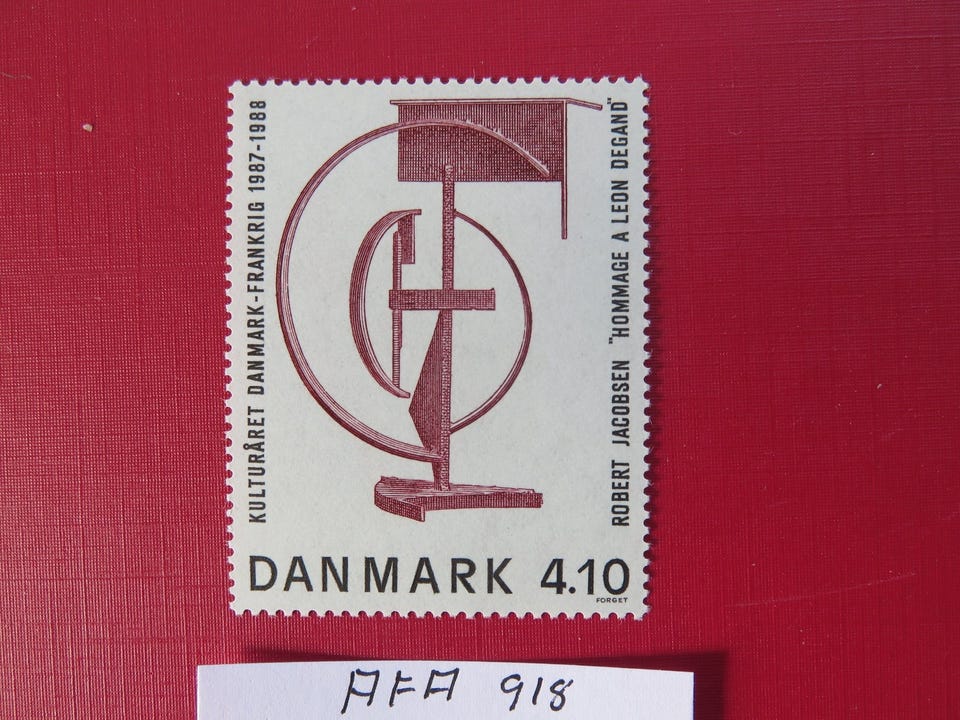 KULTURÅRET DANMARK-FRANKRIG 1987-1988
ROBERT JACOBSEN "HOMMAGE A LEON DEGAND"
DANMARK 4.10
FORGET
AFA 918